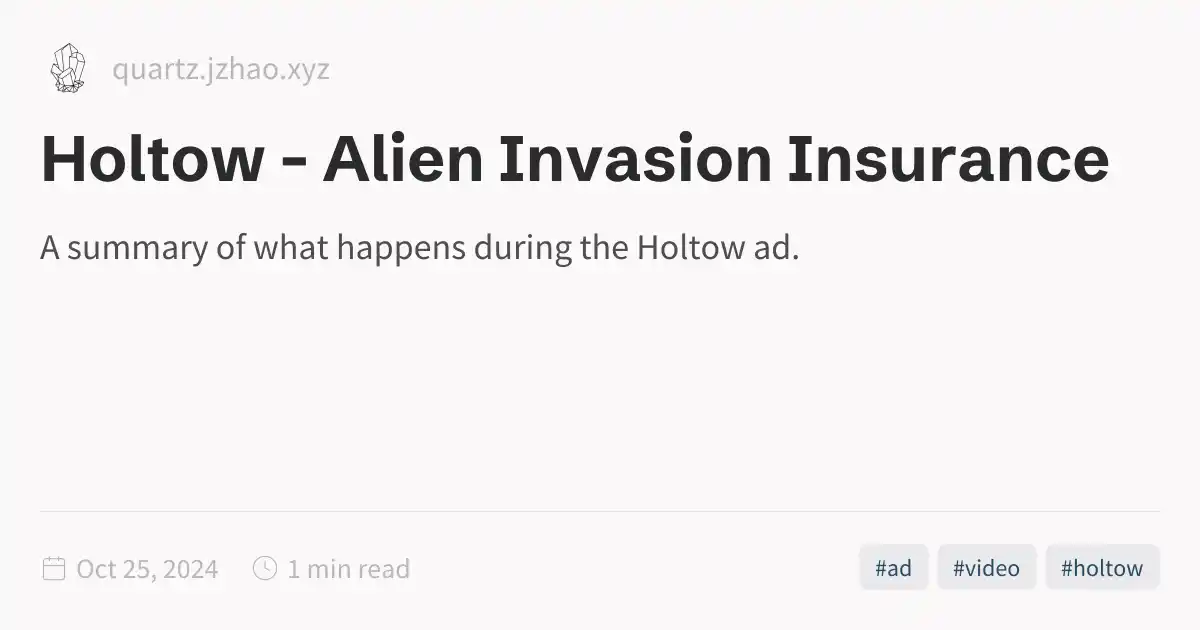 quartz.jzhao.xyz
Holtow - Alien Invasion Insurance
A summary of what happens during the Holtow ad.
Oct 25, 2024 1 min read #ad #video #holtow